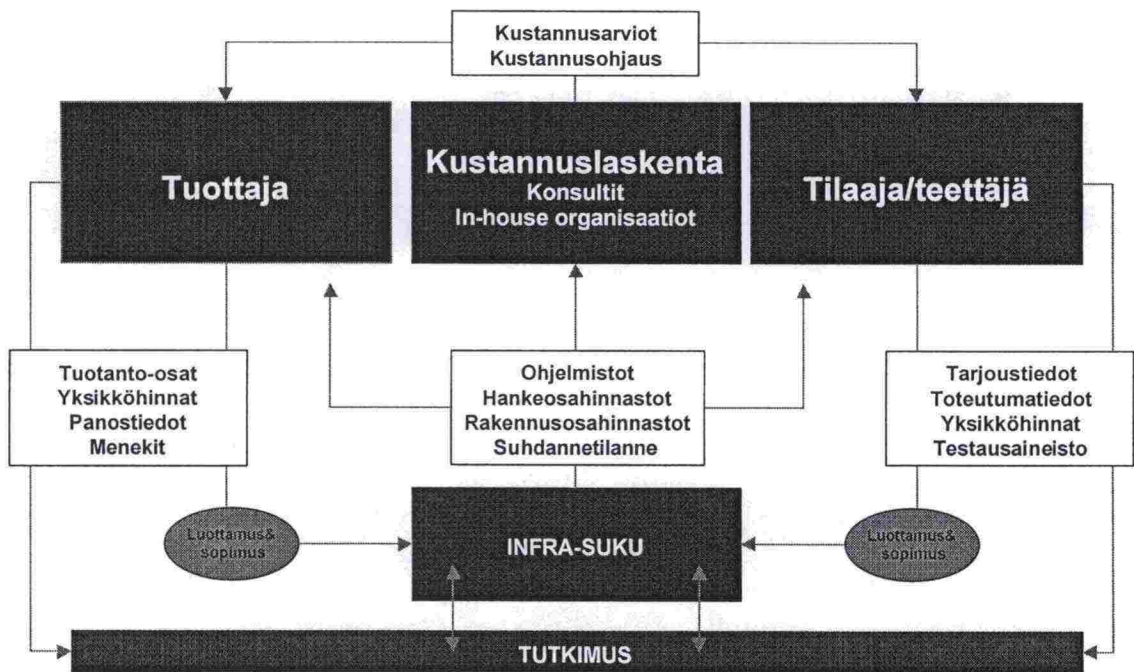 Kustannusarviot
Kustannusohjaus
Tuottaja
Kustannuslaskenta
Konsultit
In-house organisaatiot
Tilaaja/teettäjä
Tuotanto-osat
Yksikköhinnat
Panostiedot
Menekit
Ohjelmistot
Hankeosahinnastot
Rakennusosahinnastot
Suhdannetilanne
Tarjoustiedot
Toteutumatiedot
Yksikköhinnat
Testausaineisto
Luottamus&
sopimus
INFRA-SUKU
Luottamus&
sopimus
TUTKIMUS